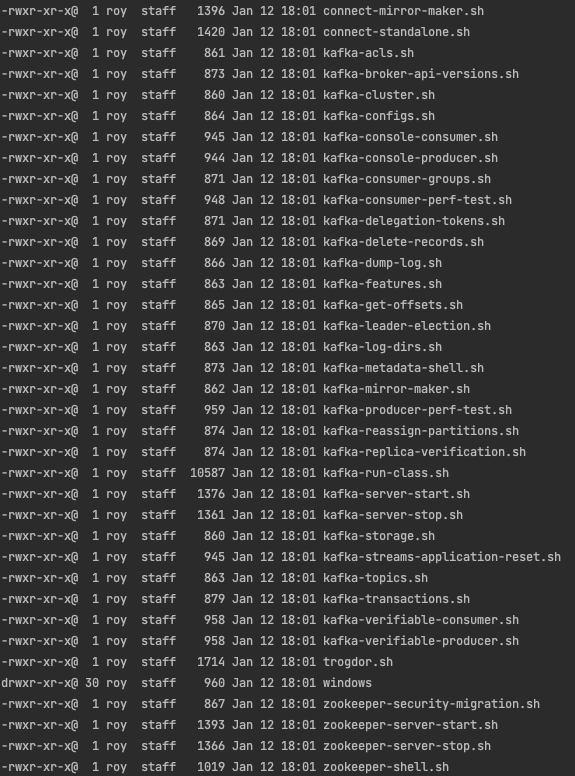 -rwxr-xr-x@  1 roy  staff   1396 Jan 12 18:01 connect-mirror-maker.sh
-rwxr-xr-x@  1 roy  staff   1420 Jan 12 18:01 connect-standalone.sh
-rwxr-xr-x@  1 roy  staff    861 Jan 12 18:01 kafka-acls.sh
-rwxr-xr-x@  1 roy  staff    873 Jan 12 18:01 kafka-broker-api-versions.sh
-rwxr-xr-x@  1 roy  staff    860 Jan 12 18:01 kafka-cluster.sh
-rwxr-xr-x@  1 roy  staff    864 Jan 12 18:01 kafka-configs.sh
-rwxr-xr-x@  1 roy  staff    945 Jan 12 18:01 kafka-console-consumer.sh
-rwxr-xr-x@  1 roy  staff    944 Jan 12 18:01 kafka-console-producer.sh
-rwxr-xr-x@  1 roy  staff    871 Jan 12 18:01 kafka-consumer-groups.sh
-rwxr-xr-x@  1 roy  staff    948 Jan 12 18:01 kafka-consumer-perf-test.sh
-rwxr-xr-x@  1 roy  staff    871 Jan 12 18:01 kafka-delegation-tokens.sh
-rwxr-xr-x@  1 roy  staff    869 Jan 12 18:01 kafka-delete-records.sh
-rwxr-xr-x@  1 roy  staff    866 Jan 12 18:01 kafka-dump-log.sh
-rwxr-xr-x@  1 roy  staff    863 Jan 12 18:01 kafka-features.sh
-rwxr-xr-x@  1 roy  staff    865 Jan 12 18:01 kafka-get-offsets.sh
-rwxr-xr-x@  1 roy  staff    870 Jan 12 18:01 kafka-leader-election.sh
-rwxr-xr-x@  1 roy  staff    863 Jan 12 18:01 kafka-log-dirs.sh
-rwxr-xr-x@  1 roy  staff    873 Jan 12 18:01 kafka-metadata-shell.sh
-rwxr-xr-x@  1 roy  staff    862 Jan 12 18:01 kafka-mirror-maker.sh
-rwxr-xr-x@  1 roy  staff    959 Jan 12 18:01 kafka-producer-perf-test.sh
-rwxr-xr-x@  1 roy  staff    874 Jan 12 18:01 kafka-reassign-partitions.sh
-rwxr-xr-x@  1 roy  staff    874 Jan 12 18:01 kafka-replica-verification.sh
-rwxr-xr-x@  1 roy  staff  10587 Jan 12 18:01 kafka-run-class.sh
-rwxr-xr-x@  1 roy  staff   1376 Jan 12 18:01 kafka-server-start.sh
-rwxr-xr-x@  1 roy  staff   1361 Jan 12 18:01 kafka-server-stop.sh
-rwxr-xr-x@  1 roy  staff    860 Jan 12 18:01 kafka-storage.sh
-rwxr-xr-x@  1 roy  staff    945 Jan 12 18:01 kafka-streams-application-reset.sh
-rwxr-xr-x@  1 roy  staff    863 Jan 12 18:01 kafka-topics.sh
-rwxr-xr-x@  1 roy  staff    879 Jan 12 18:01 kafka-transactions.sh
-rwxr-xr-x@  1 roy  staff    958 Jan 12 18:01 kafka-verifiable-consumer.sh
-rwxr-xr-x@  1 roy  staff    958 Jan 12 18:01 kafka-verifiable-producer.sh
-rwxr-xr-x@  1 roy  staff   1714 Jan 12 18:01 trogdor.sh
drwxr-xr-x@ 30 roy  staff    960 Jan 12 18:01 windows
-rwxr-xr-x@  1 roy  staff    867 Jan 12 18:01 zookeeper-security-migration.sh
-rwxr-xr-x@  1 roy  staff   1393 Jan 12 18:01 zookeeper-server-start.sh
-rwxr-xr-x@  1 roy  staff   1366 Jan 12 18:01 zookeeper-server-stop.sh
-rwxr-xr-x@  1 roy  staff   1019 Jan 12 18:01 zookeeper-shell.sh